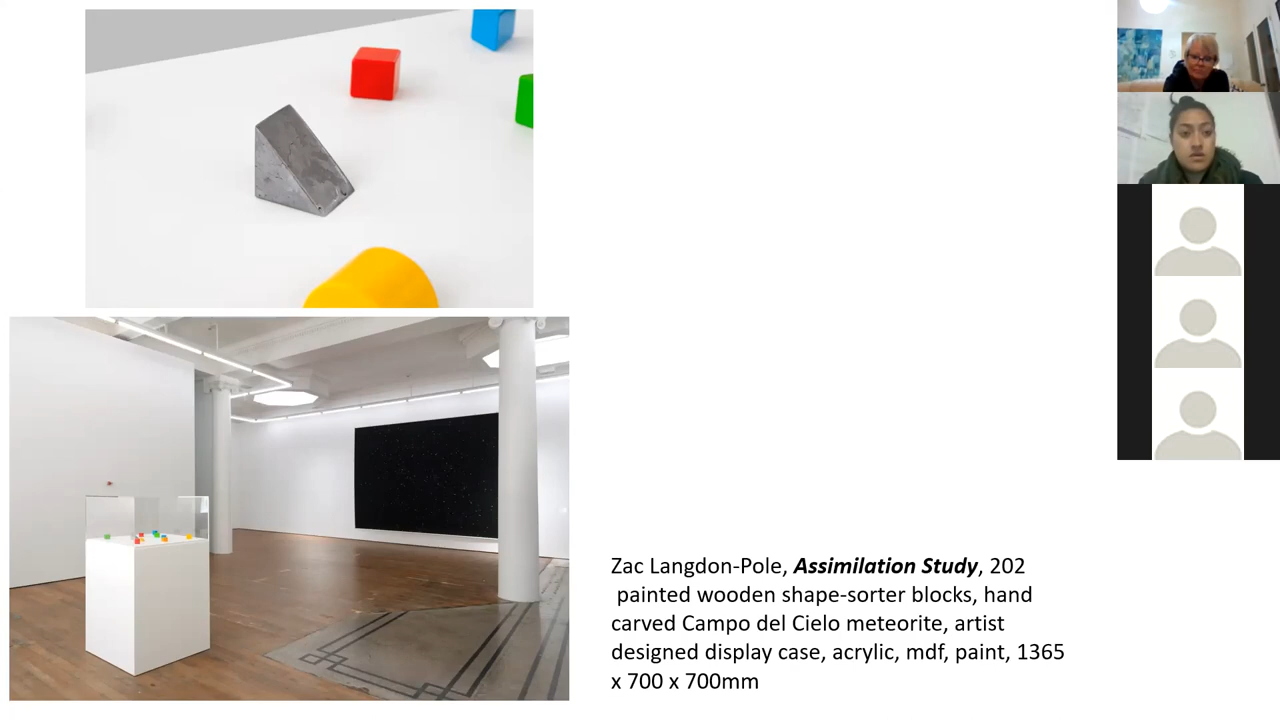 Zac Langdon-Pole, Assimilation Study, 202
painted wooden shape-sorter blocks, hand
carved Campo del Cielo meteorite, artist
designed display case, acrylic, mdf, paint, 1365
x 700 x 700mm